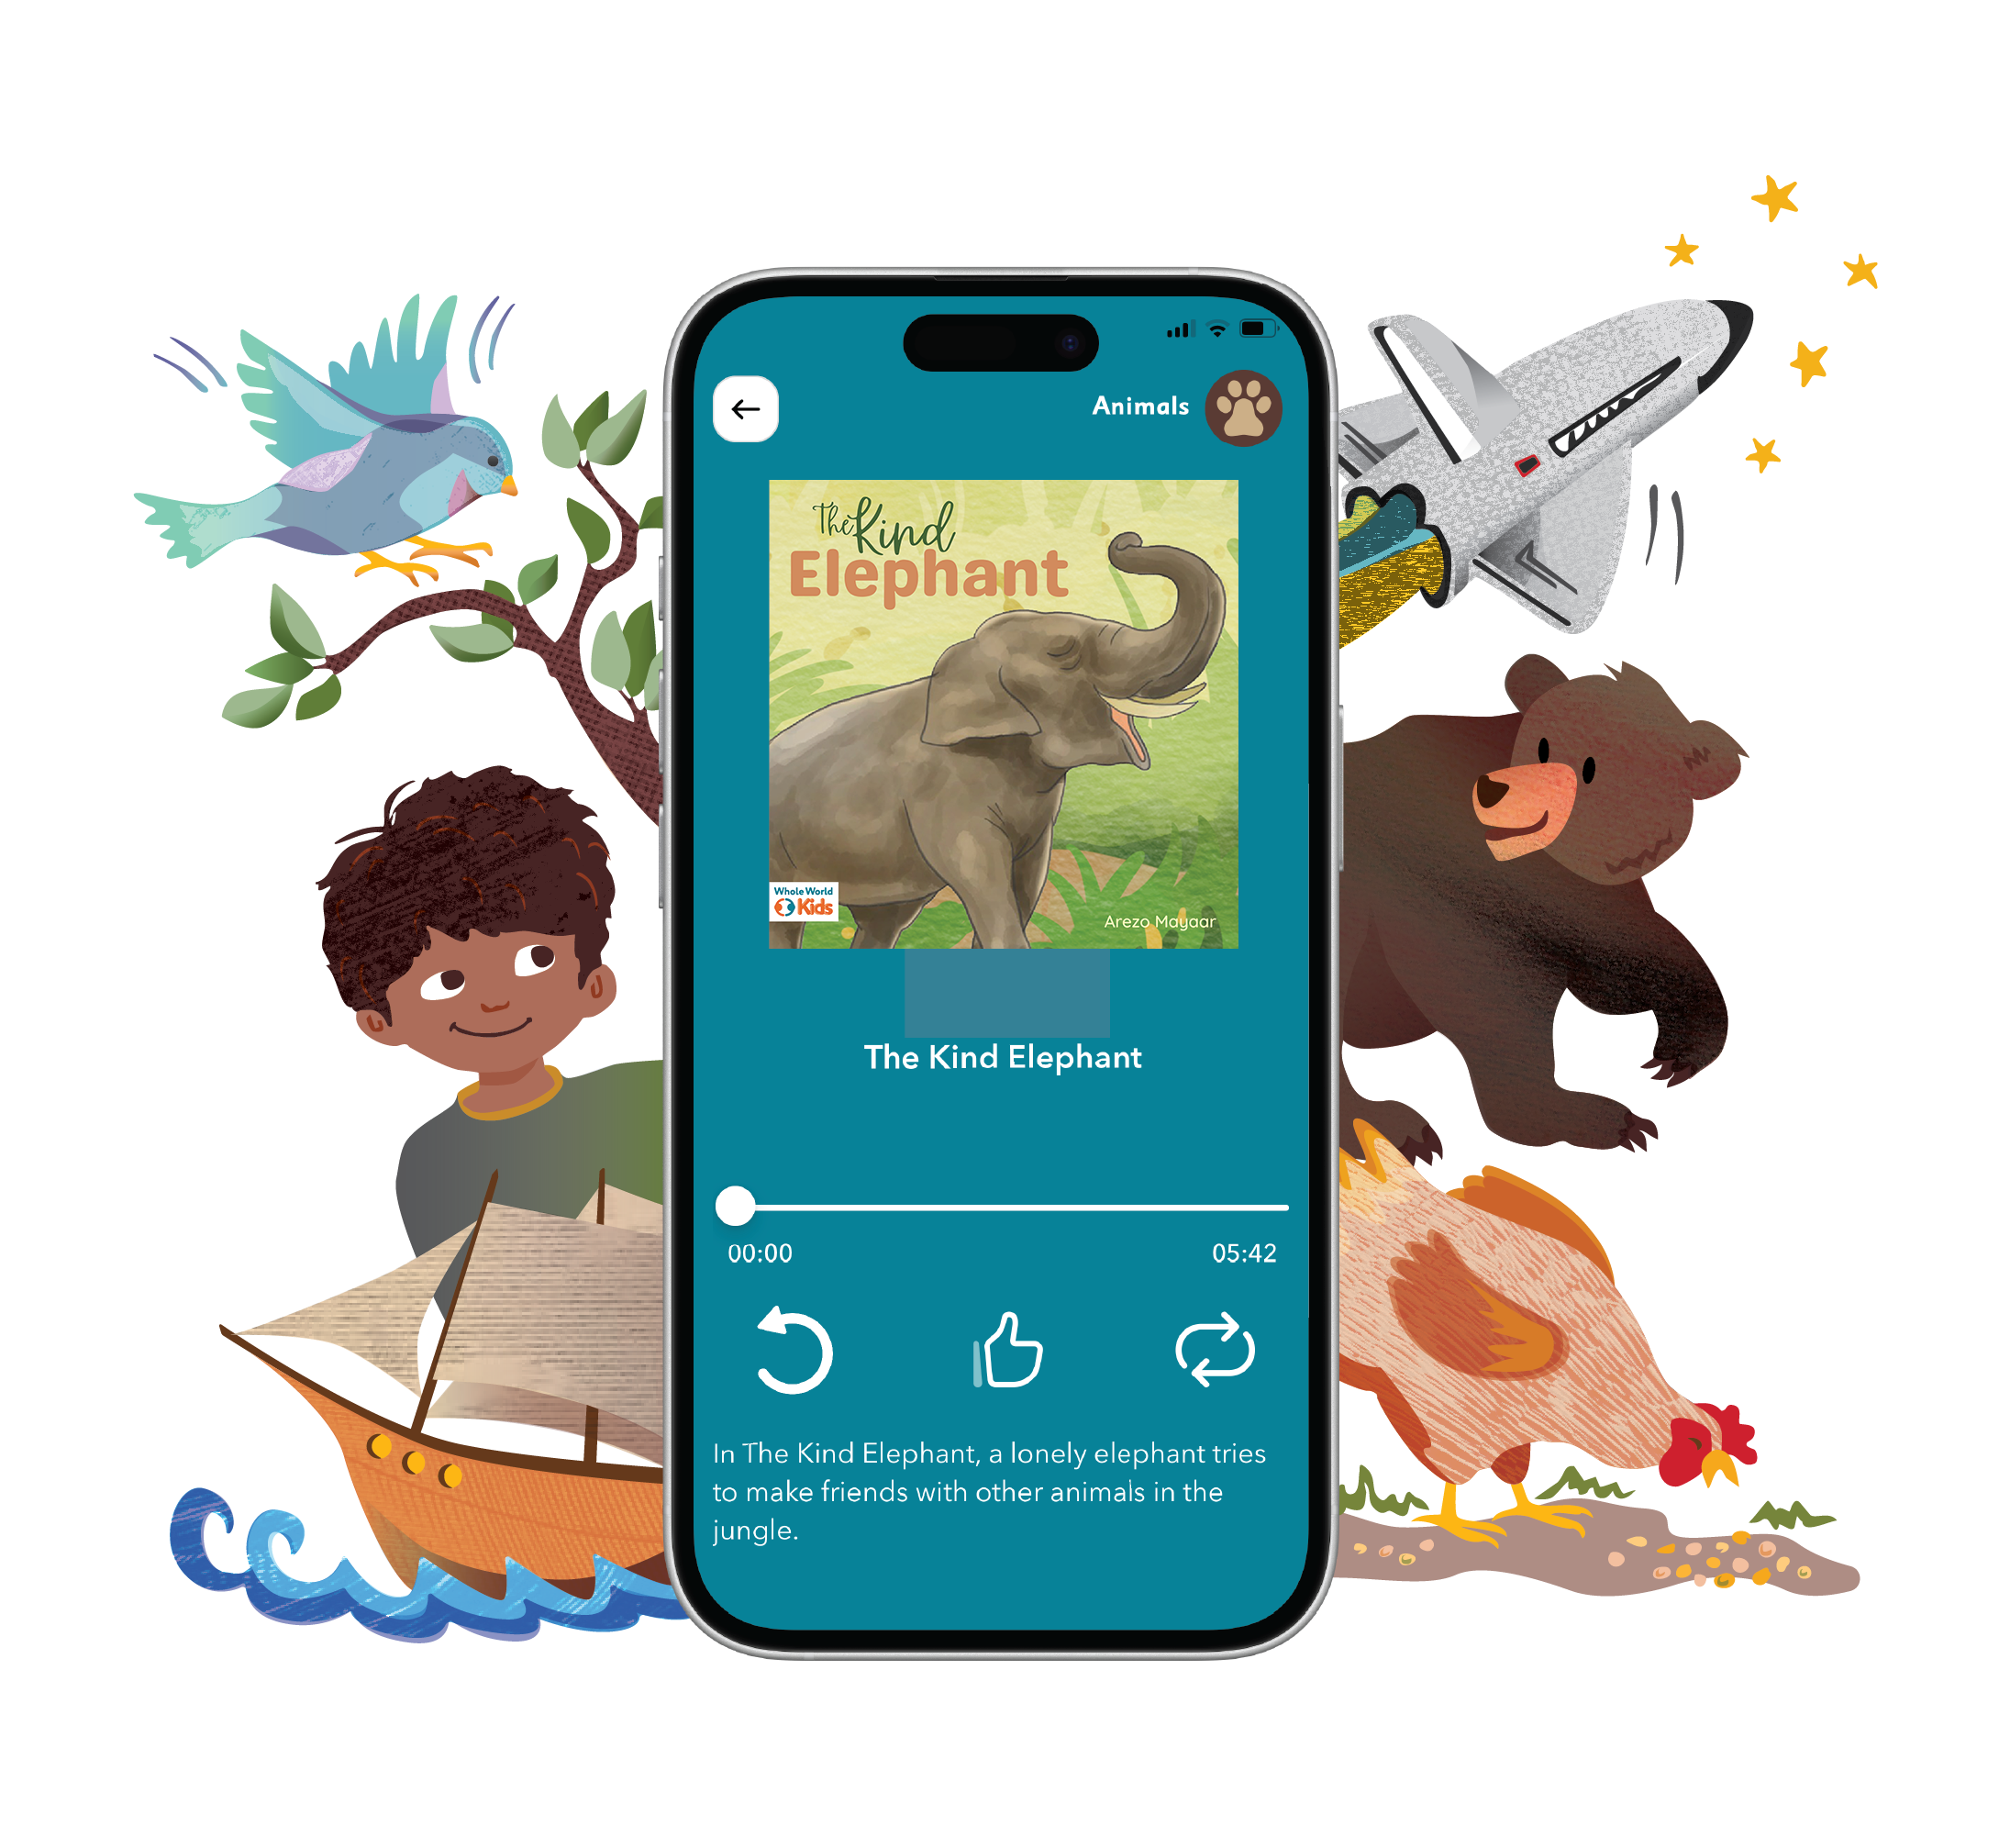 Animals
The Kind
Elephant
Whole World
Kids
Arezo Mayaar
The Kind Elephant
00:00
05:42
In The Kind Elephant, a lonely elephant tries
to make friends with other animals in the
jungle.